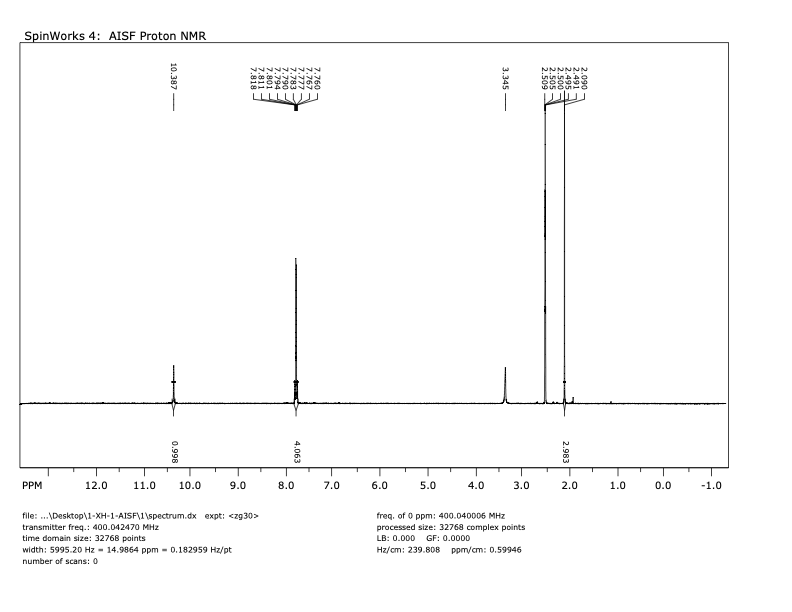 SpinWorks 4: AISF Proton NMR
10.387
7.818
7.811
7.801
7.794
7.790
7.783
7.777
7.767
7.760
3.345
2.509
2.505
2.500
2.495
2.491
2.090
0.998
4.063
2.983
PPM 12.0 11.0 10.0 9.0 8.0 7.0 6.0 5.0 4.0 3.0 2.0 1.0 0.0 -1.0
file: ...\Desktop\1-XH-1-AISF\1\spectrum.dx expt: <zg30>
transmitter freq.: 400.042470 MHz
time domain size: 32768 points
width: 5995.20 Hz = 14.9864 ppm = 0.182959 Hz/pt
number of scans: 0
freq. of 0 ppm: 400.040006 MHz
processed size: 32768 complex points
LB: 0.000 GF: 0.0000
Hz/cm: 239.808 ppm/cm: 0.59946